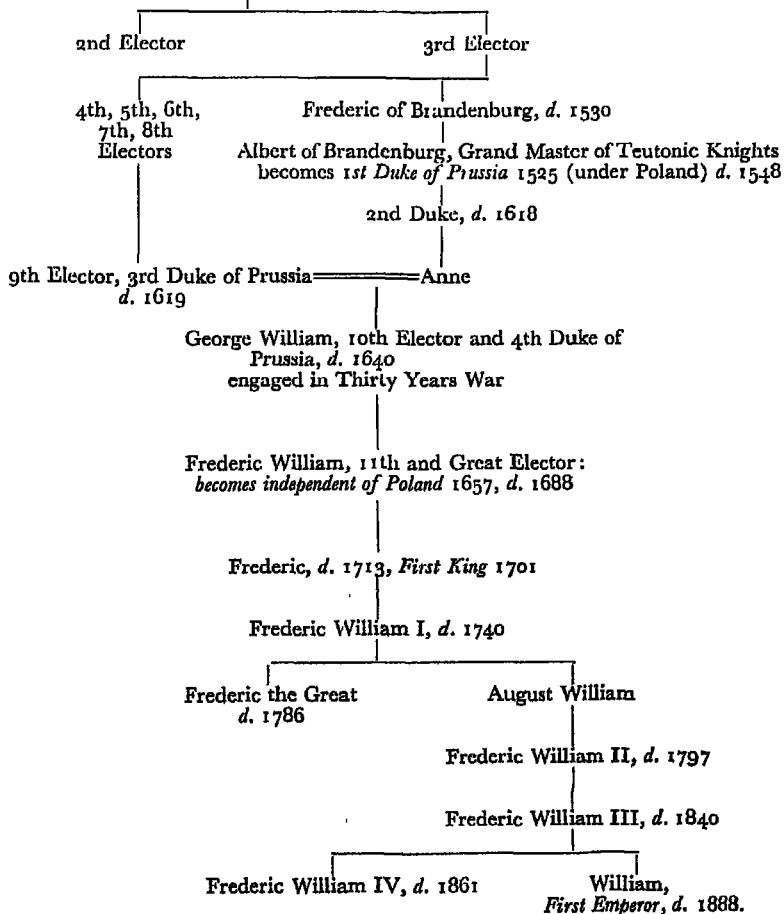 2nd Elector 3rd Elector
4th, 5th, 6th,
7th, 8th
Electors
Frederic of Brandenburg, d. 1530
Albert of Brandenburg, Grand Master of Teutonic Knights
becomes 1st Duke of Prussia 1525 (under Poland) d. 1548
2nd Duke, d. 1618
9th Elector, 3rd Duke of Prussia Anne
d. 1619
George William, 10th Elector and 4th Duke of
Prussia, d. 1640
engaged in Thirty Years War
Frederic William, 11th and Great Elector:
becomes independent of Poland 1657, d. 1688
Frederic, d. 1713, First King 1701
Frederic William I, d. 1740
Frederic the Great
d. 1786
August William
Frederic William II, d. 1797
Frederic William III, d. 1840
Frederic William IV, d. 1861
William,
First Emperor, d. 1888.